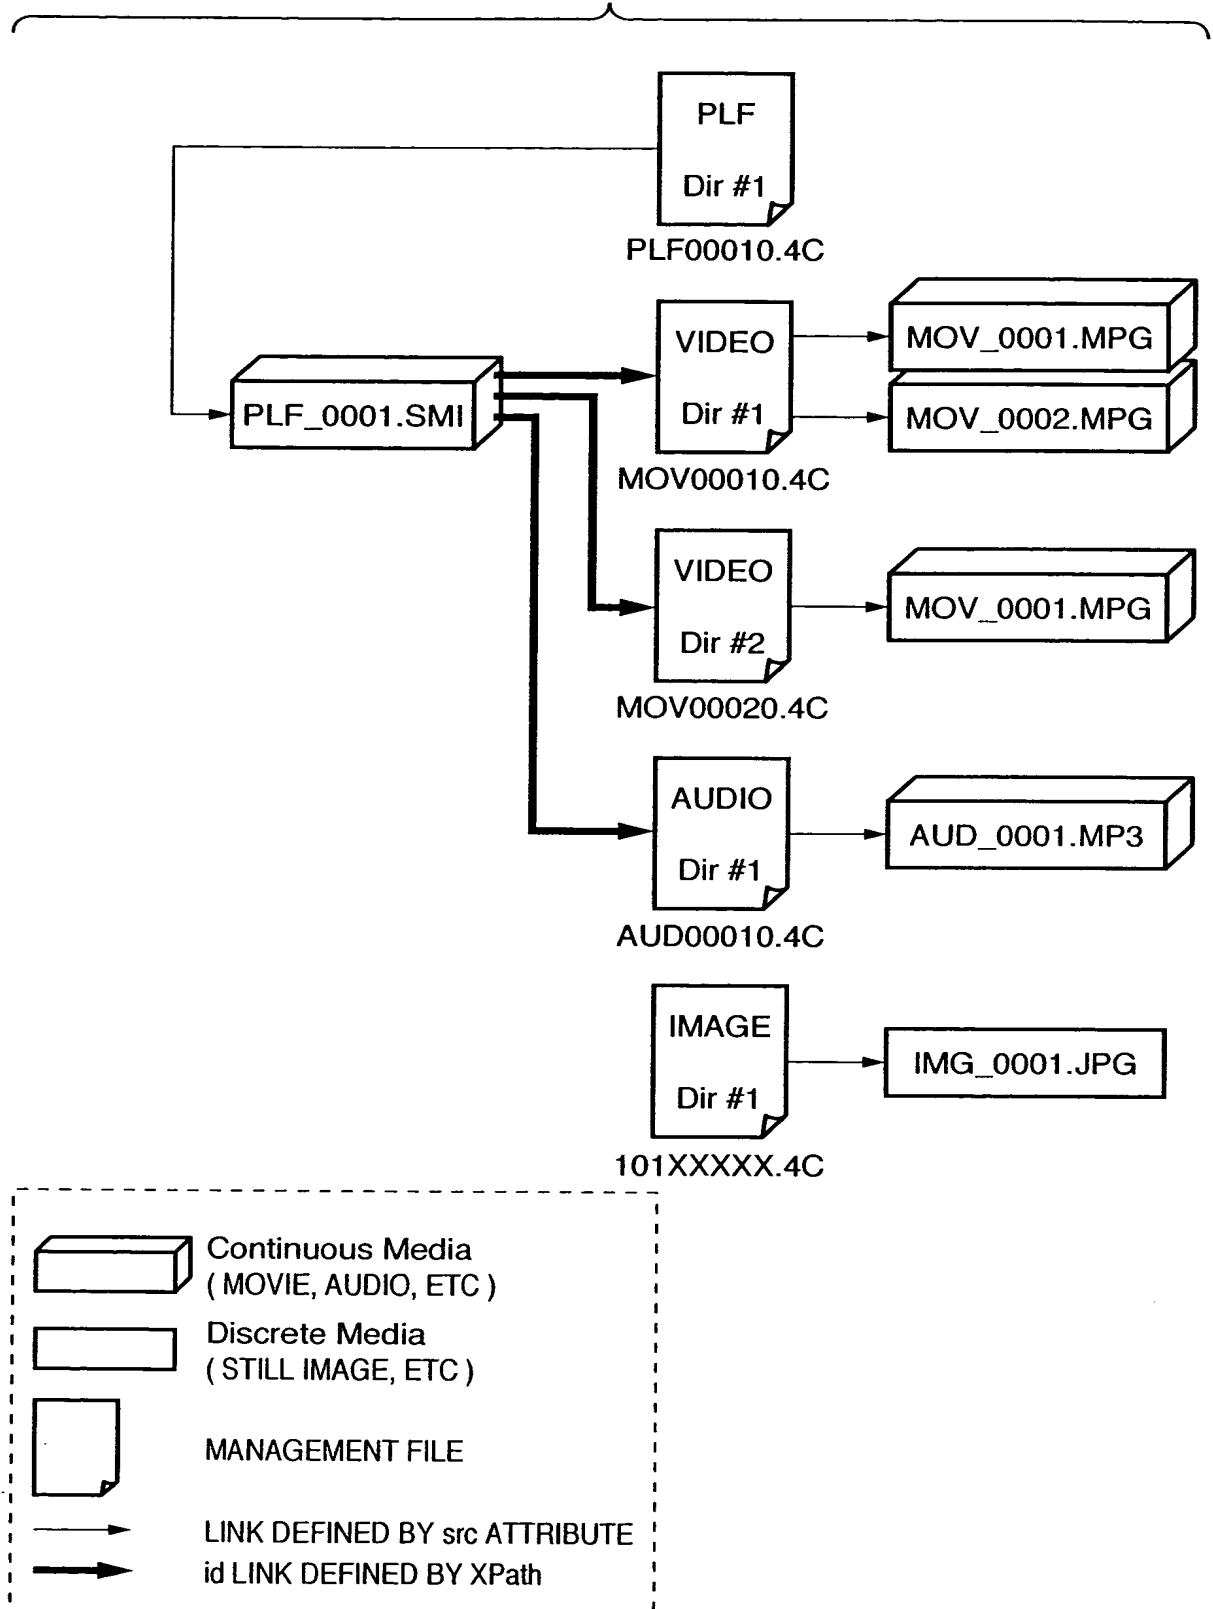 PLF
Dir #1
PLF00010.4C
VIDEO
Dir #1
MOV00010.4C
MOV_0001.MPG
MOV_0002.MPG
PLF_0001.SMI
VIDEO
Dir #2
MOV00020.4C
MOV_0001.MPG
AUDIO
Dir #1
AUD00010.4C
AUD_0001.MP3
IMAGE
Dir #1
101XXXXX.4C
IMG_0001.JPG
Continuous Media
( MOVIE, AUDIO, ETC )
Discrete Media
( STILL IMAGE, ETC )
MANAGEMENT FILE
LINK DEFINED BY src ATTRIBUTE
id LINK DEFINED BY XPath